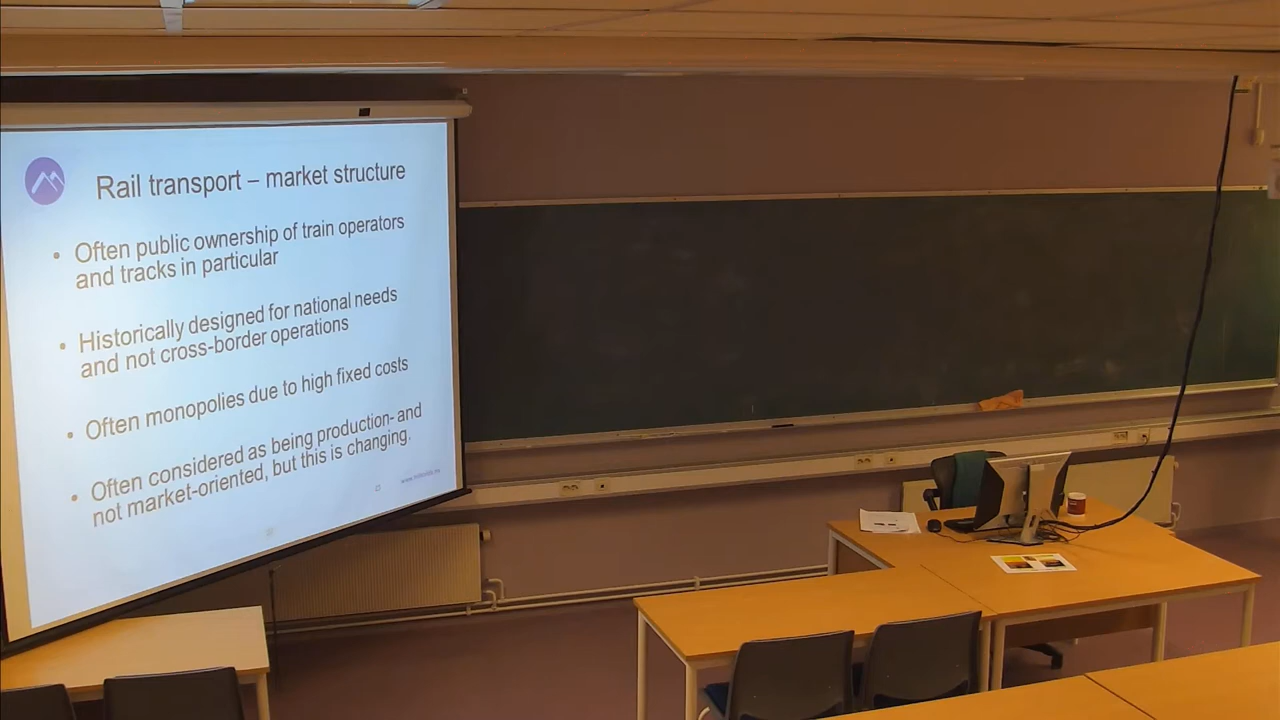 Rail transport – market structure
• Often public ownership of train operators
and tracks in particular
• Historically designed for national needs
and not cross-border operations
• Often monopolies due to high fixed costs
• Often considered as being production- and
not market-oriented, but this is changing.